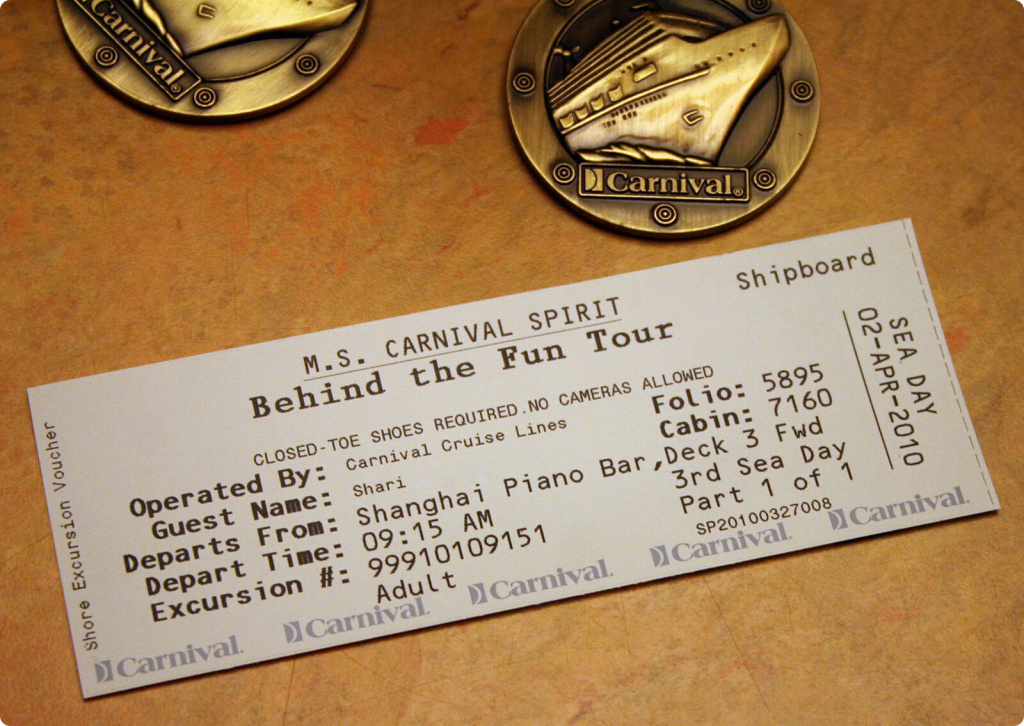 Carnival®
Carnival®
Shipboard
M.S. CARNIVAL SPIRIT
Behind the Fun Tour
CLOSED-TOE SHOES REQUIRED.NO CAMERAS ALLOWED
Operated By: Carnival Cruise Lines
Guest Name: Shari
Departs From: Shanghai Piano Bar,Deck 3 Fwd
Depart Time: 09:15 AM
Excursion #: 99910109151
Adult
Folio: 5895
Cabin: 7160
3rd Sea Day
Part 1 of 1
SP20100327008
SEA DAY
02-APR-2010
Shore Excursion Voucher
Carnival. Carnival. Carnival. Carnival. Carnival.